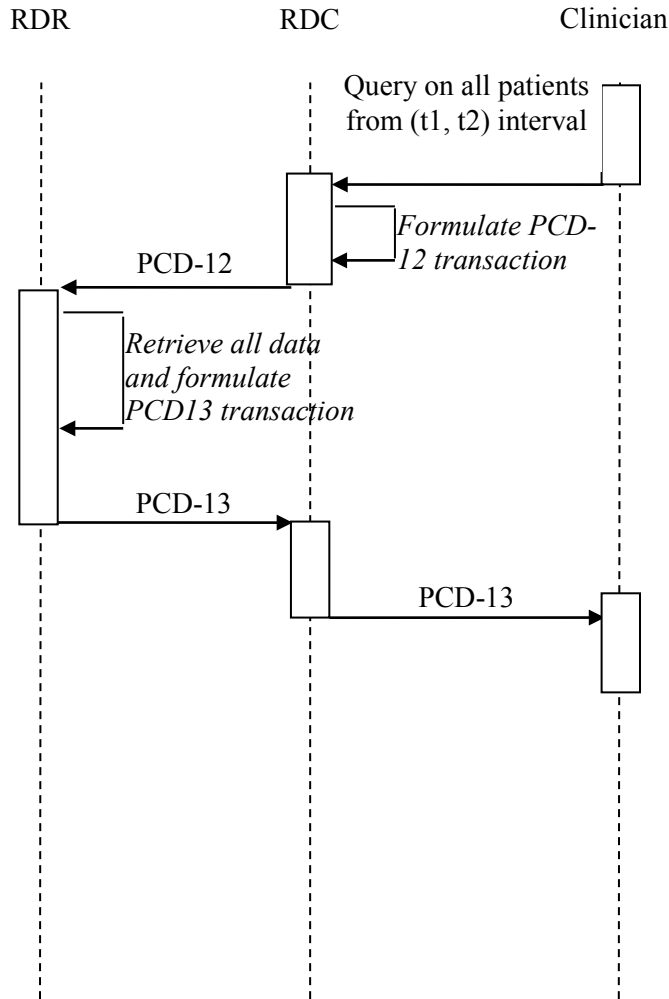 RDR
RDC
Clinician
Query on all patients
from (t1, t2) interval
Formulate PCD-
12 transaction
PCD-12
Retrieve all data
and formulate
PCD13 transaction
PCD-13
PCD-13